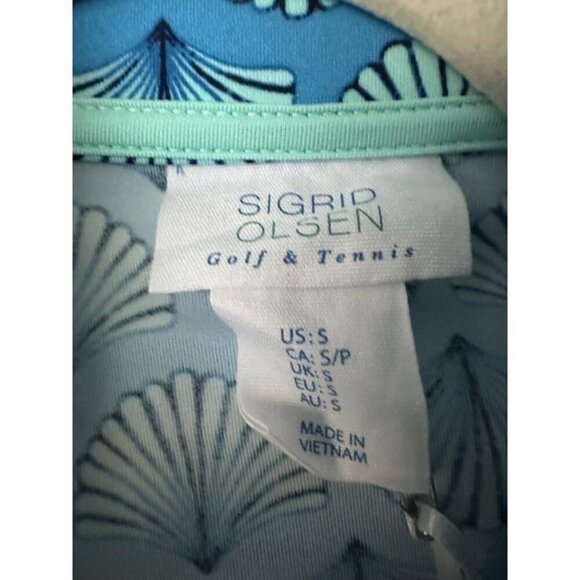 SIGRID
OLSEN
Golf & Tennis
US: S
CA: S/P
UK: S
EU: S
AU: S
MADE IN
VIETNAM